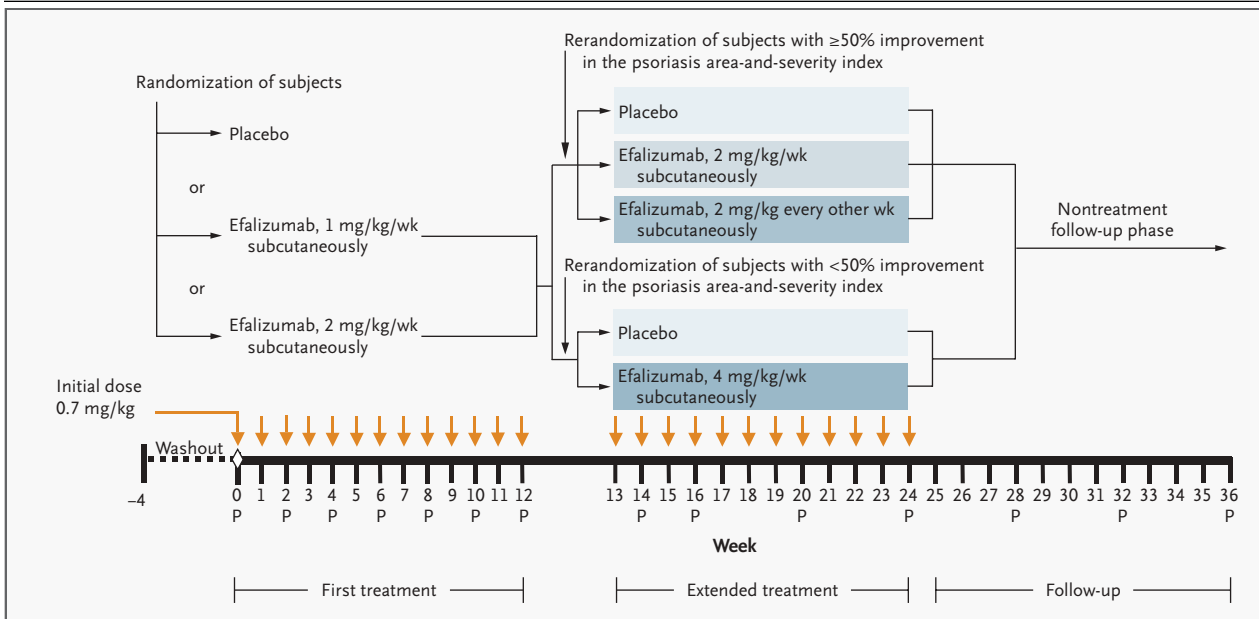 Rerandomization of subjects with ≥50% improvement
in the psoriasis area-and-severity index
Randomization of subjects
Placebo
or
Efalizumab, 1 mg/kg/wk
subcutaneously
or
Efalizumab, 2 mg/kg/wk
subcutaneously
Placebo
Efalizumab, 2 mg/kg/wk
subcutaneously
Efalizumab, 2 mg/kg every other wk
subcutaneously
Rerandomization of subjects with <50% improvement
in the psoriasis area-and-severity index
Placebo
Efalizumab, 4 mg/kg/wk
subcutaneously
Nontreatment
follow-up phase
Initial dose
0.7 mg/kg
Washout
–4 0 1 2 3 4 5 6 7 8 9 10 11 12 13 14 15 16 17 18 19 20 21 22 23 24 25 26 27 28 29 30 31 32 33 34 35 36
P P P P P P P P P P P P P P
Week
First treatment Extended treatment Follow-up